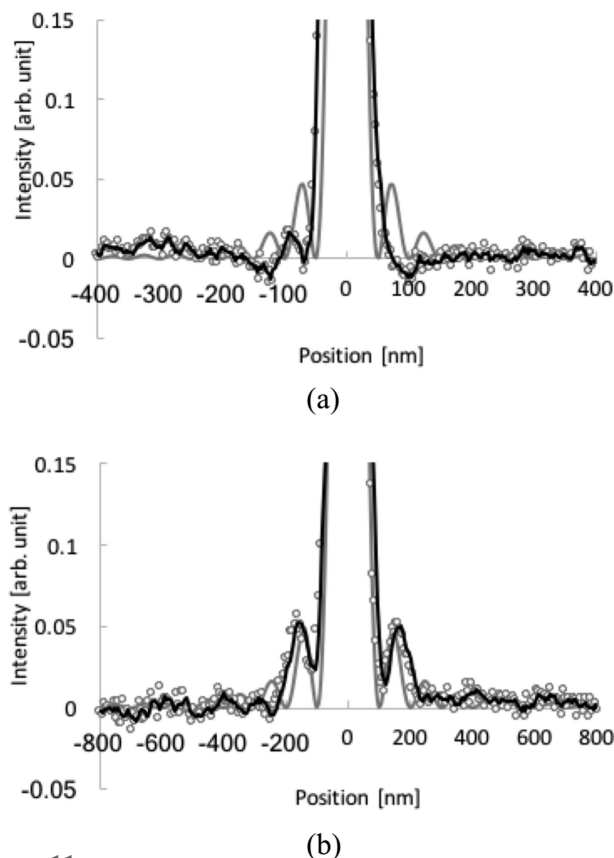 0.15
0.1
0.05
0
-0.05
Intensity [arb. unit]
-400 -300 -200 -100 0 100 200 300 400
Position [nm]
(a)
0.15
0.1
0.05
0
-0.05
Intensity [arb. unit]
-800 -600 -400 -200 0 200 400 600 800
Position [nm]
(b)